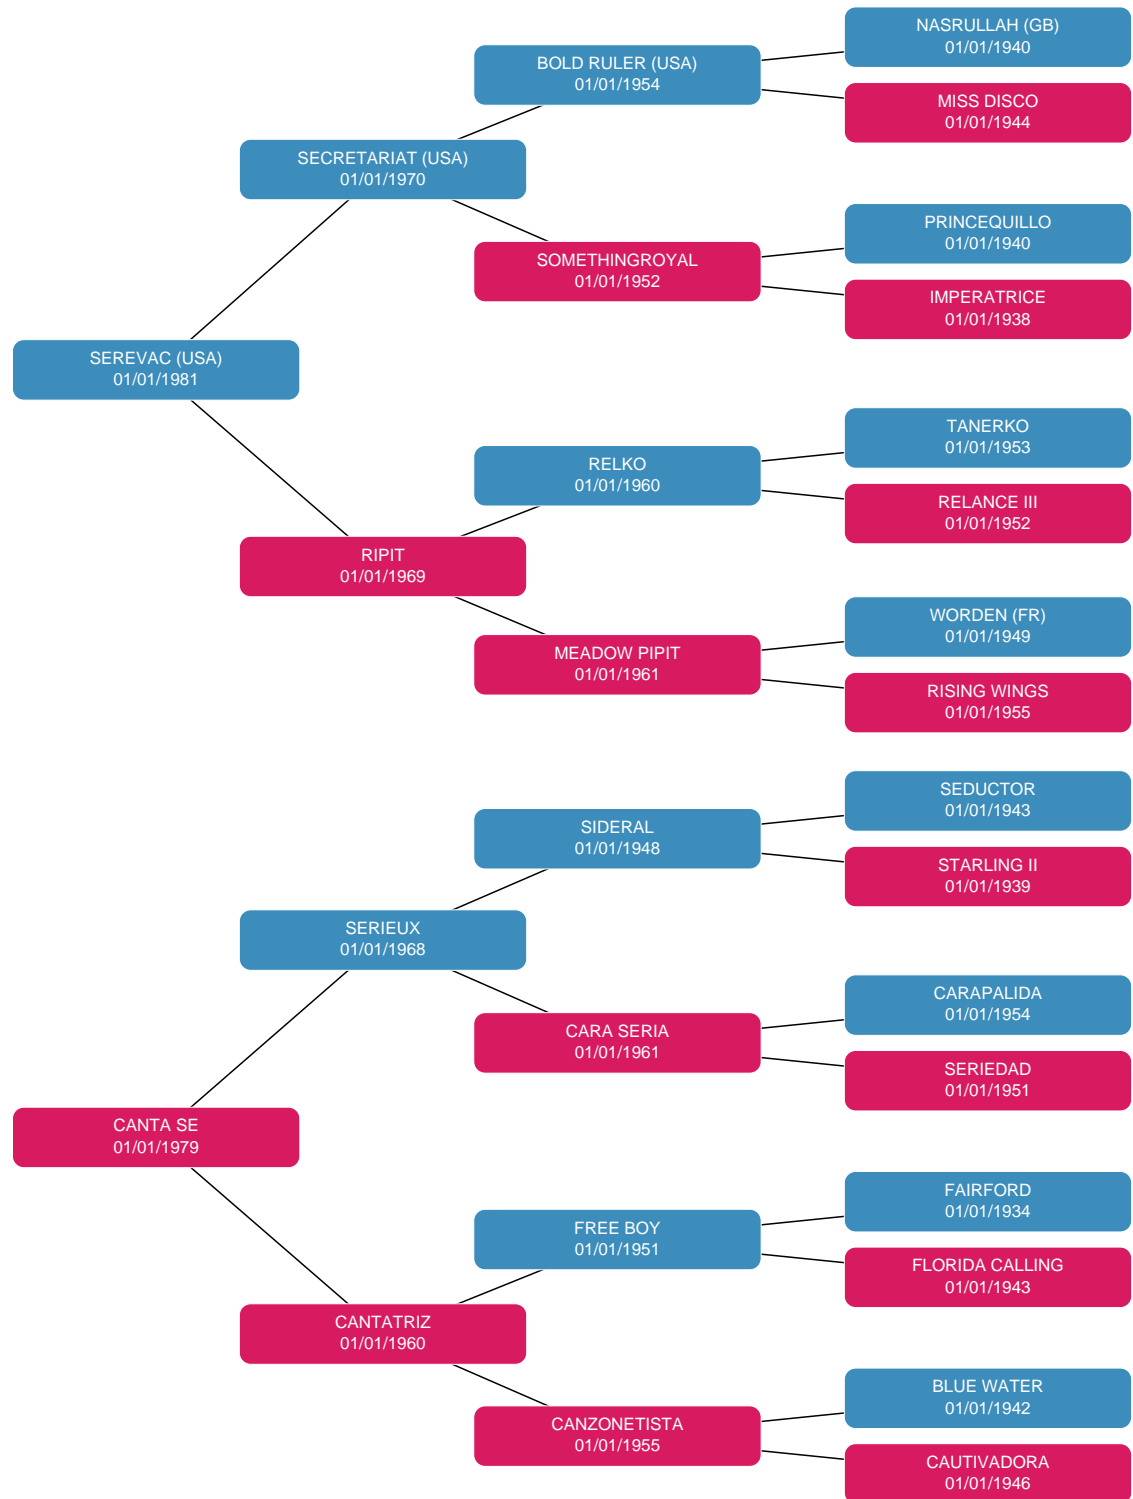 NASRULLAH (GB)
01/01/1940
BOLD RULER (USA)
01/01/1954
MISS DISCO
01/01/1944
SECRETARIAT (USA)
01/01/1970
PRINCEQUILLO
01/01/1940
SOMETHINGROYAL
01/01/1952
IMPERATRICE
01/01/1938
SEREVAC (USA)
01/01/1981
TANERKO
01/01/1953
RELKO
01/01/1960
RELANCE III
01/01/1952
RIPIT
01/01/1969
WORDEN (FR)
01/01/1949
MEADOW PIPIT
01/01/1961
RISING WINGS
01/01/1955
SEDUCTOR
01/01/1943
SIDERAL
01/01/1948
STARLING II
01/01/1939
SERIEUX
01/01/1968
CARAPALIDA
01/01/1954
CARA SERIA
01/01/1961
SERIEDAD
01/01/1951
CANTA SE
01/01/1979
FAIRFORD
01/01/1934
FREE BOY
01/01/1951
FLORIDA CALLING
01/01/1943
CANTATRIZ
01/01/1960
BLUE WATER
01/01/1942
CANZONETISTA
01/01/1955
CAUTIVADORA
01/01/1946